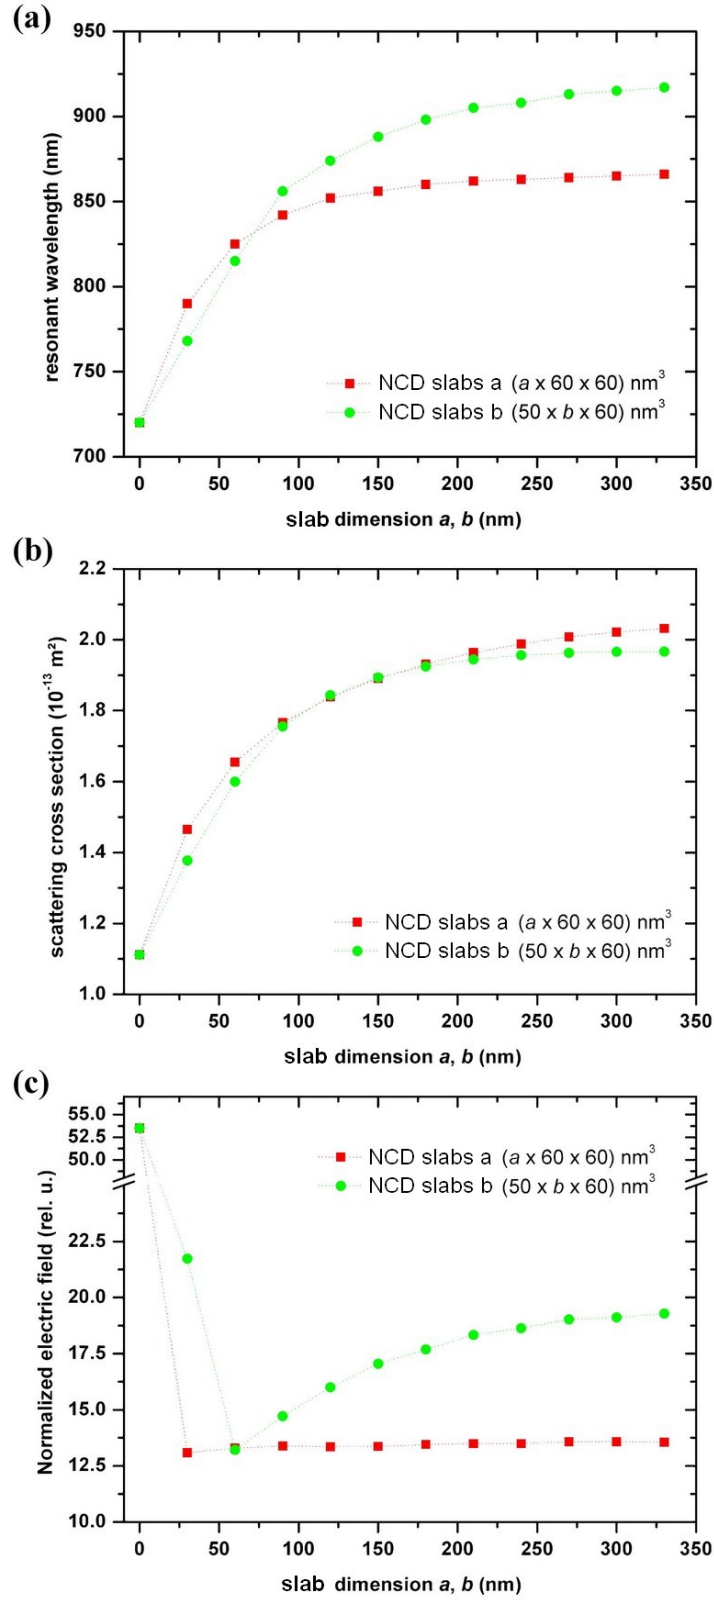 (a)
950
900
850
800
750
700
resonant wavelength (nm)
NCD slabs a (a x 60 x 60) nm³
NCD slabs b (50 x b x 60) nm³
0 50 100 150 200 250 300 350
slab dimension a, b (nm)
(b)
2.2
2.0
1.8
1.6
1.4
1.2
1.0
scattering cross section (10⁻¹³ m²)
NCD slabs a (a x 60 x 60) nm³
NCD slabs b (50 x b x 60) nm³
0 50 100 150 200 250 300 350
slab dimension a, b (nm)
(c)
55.0
52.5
50.0
22.5
20.0
17.5
15.0
12.5
10.0
Normalized electric field (rel. u.)
NCD slabs a (a x 60 x 60) nm³
NCD slabs b (50 x b x 60) nm³
0 50 100 150 200 250 300 350
slab dimension a, b (nm)